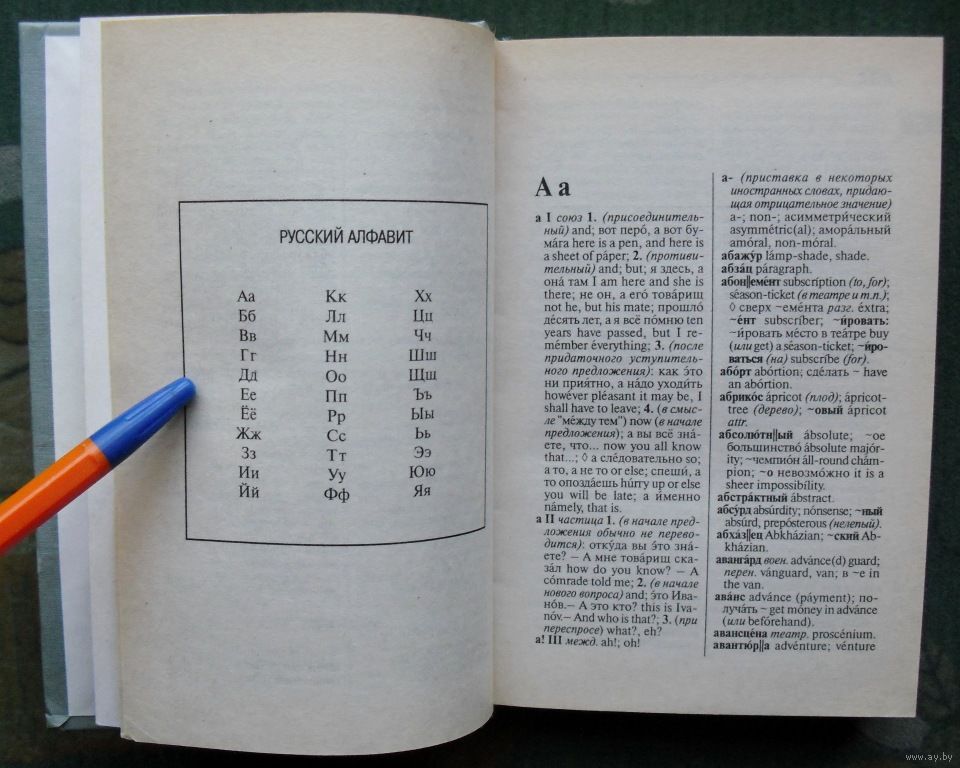 РУССКИЙ АЛФАВИТ
Аа
Бб
Вв
Гг
Дд
Ее
Ёё
Жж
Зз
Ии
Йй
Кк
Лл
Мм
Нн
Оо
Пп
Рр
Сс
Тт
Уу
Фф
Хх
Цц
Чч
Шш
Щщ
Ъъ
Ыы
Ьь
Ээ
Юю
Яя
А а
а I союз 1. (присоединитель-
ный) and; вот перо́, а вот бу-
ма́га here is a pen, and here is
a sheet of páper; 2. (противи-
тельный) and; but; я здесь, а
она́ там I am here and she is
there; не он, а его́ това́рищ
not he, but his mate; прошло́
де́сять лет, а я всё по́мню ten
years have passed, but I re-
mémber éverything; 3. (после
придаточного уступитель-
ного предложения): как э́то
ни прия́тно, а на́до уходи́ть
howéver pléasant it may be, I
shall have to leave; 4. (в смыс-
ле "ме́жду тем") now (в начале
предложения); а вы всё зна́-
ете, что... now you all know
that...; ◊ а сле́довательно so;
а то, а не то or else; спеши́, а
то опозда́ешь húrry up or else
you will be late; а и́менно
námely, that is.
а II частица 1. (в начале пред-
ложения обычно не перево-
дится): отку́да вы э́то зна́-
ете? – А мне това́рищ ска-
за́л how do you know? – A
cómrade told me; 2. (в начале
нового вопроса) and; э́то Ива-
но́в.– А э́то кто? this is Iva-
nóv.– And who is that?; 3. (при
переспросе) what?, eh?
а! III межд. ah!; oh!
а- (приставка в некоторых
иностранных словах, придаю-
щая отрицательное значение)
a-; non-; асимметри́ческий
asymmétric(al); амора́льный
amóral, non-móral.
абажу́р lámp-shade, shade.
абза́ц páragraph.
абон||еме́нт subscríption (to, for);
séason-ticket (в театре и т.п.);
◊ сверх ~еме́нта разг. éxtra;
~е́нт subscríber; ~и́ровать:
~и́ровать ме́сто в теа́тре buy
(или get) a séason-ticket; ~и́ро-
ваться (на) subscríbe (for).
або́рт abórtion; сде́лать ~ have
an abórtion.
абрико́с ápricot (плод); ápricot-
tree (дерево); ~овый ápricot
attr.
абсолю́тн||ый ábsolute; ~ое
большинство́ ábsolute majór-
ity; ~чемпио́н áll-round chám-
pion; ~о невозмо́жно it is a
sheer impossibílity.
абстра́ктный ábstract.
абсу́рд absúrdity; nónsense; ~ный
absúrd, prepósterous (нелепый).
абха́з||ец Abkházian; ~ский Ab-
kházian.
аванга́рд воен. advánce(d) guard;
перен. vánguard, van; в ~е in
the van.
ава́нс advánce (páyment); по-
луча́ть ~ get móney in advánce
(или befórehand).
авансце́на театр. proscénium.
авантю́р||а advénture; vénture
www.ay.by